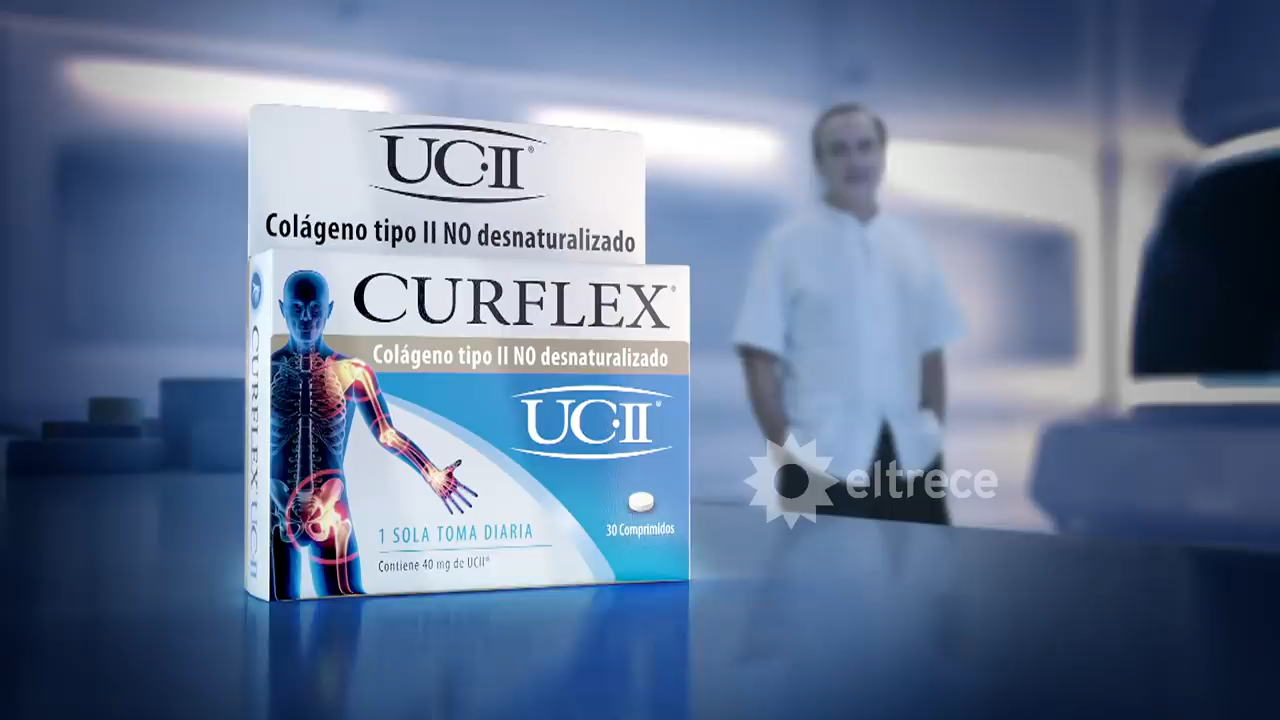 UC·II®
Colágeno tipo II NO desnaturalizado
CURFLEX®
Colágeno tipo II NO desnaturalizado
UC·II®
30 Comprimidos
1 SOLA TOMA DIARIA
Contiene 40 mg de UCII®
CURFLEX® UC·II
eltrece